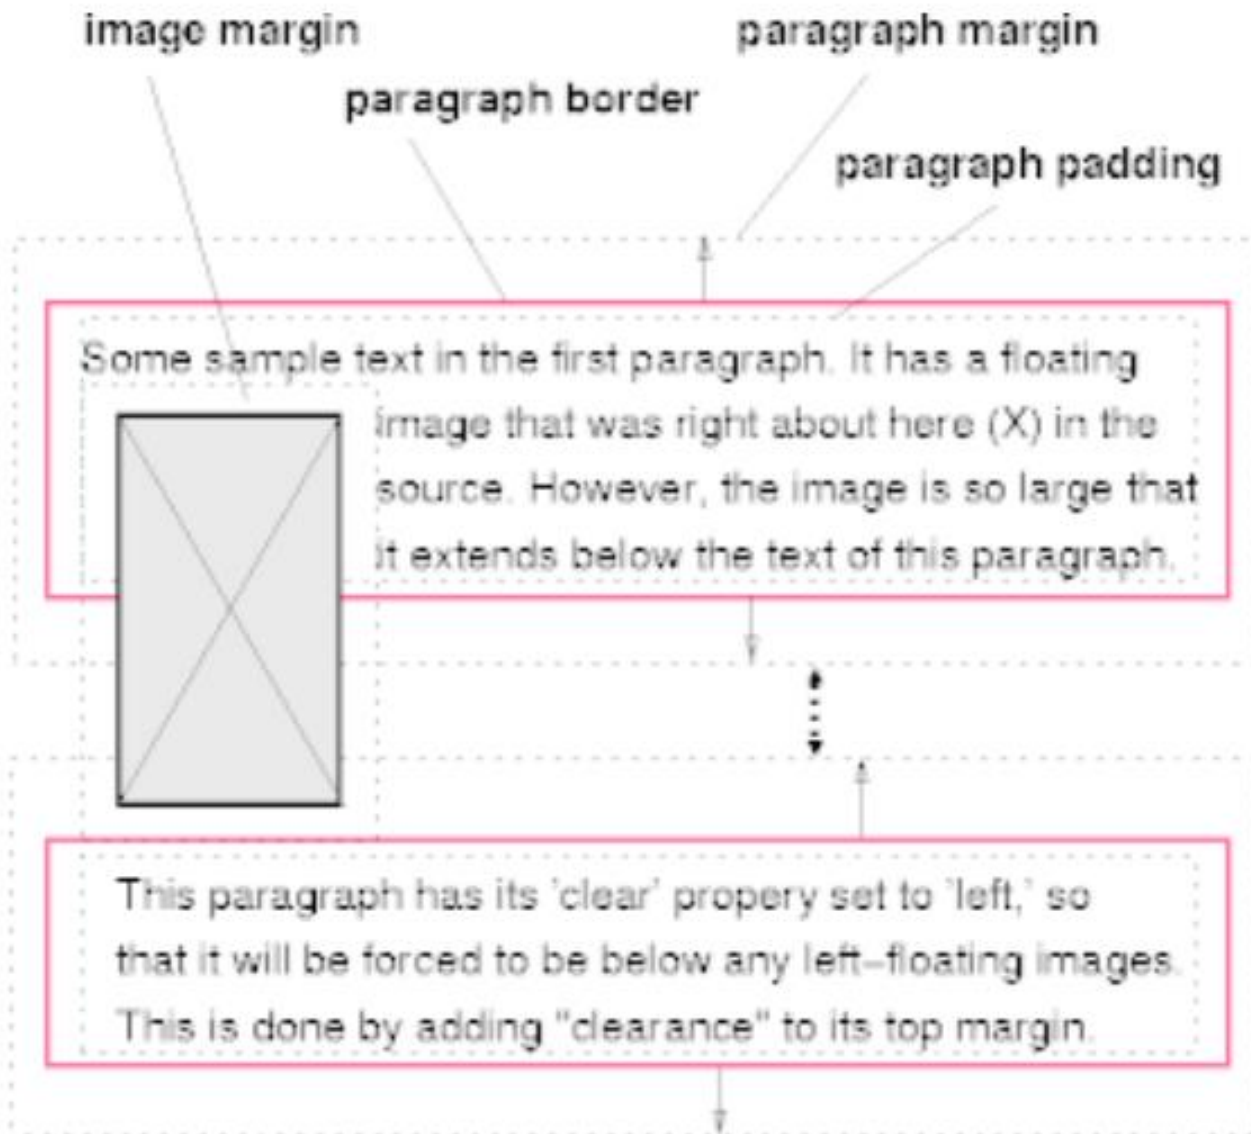 image margin
paragraph margin
paragraph border
paragraph padding
Some sample text in the first paragraph. It has a floating
image that was right about here (X) in the
source. However, the image is so large that
it extends below the text of this paragraph.
This paragraph has its 'clear' propery set to 'left,' so
that it will be forced to be below any left–floating images.
This is done by adding "clearance" to its top margin.